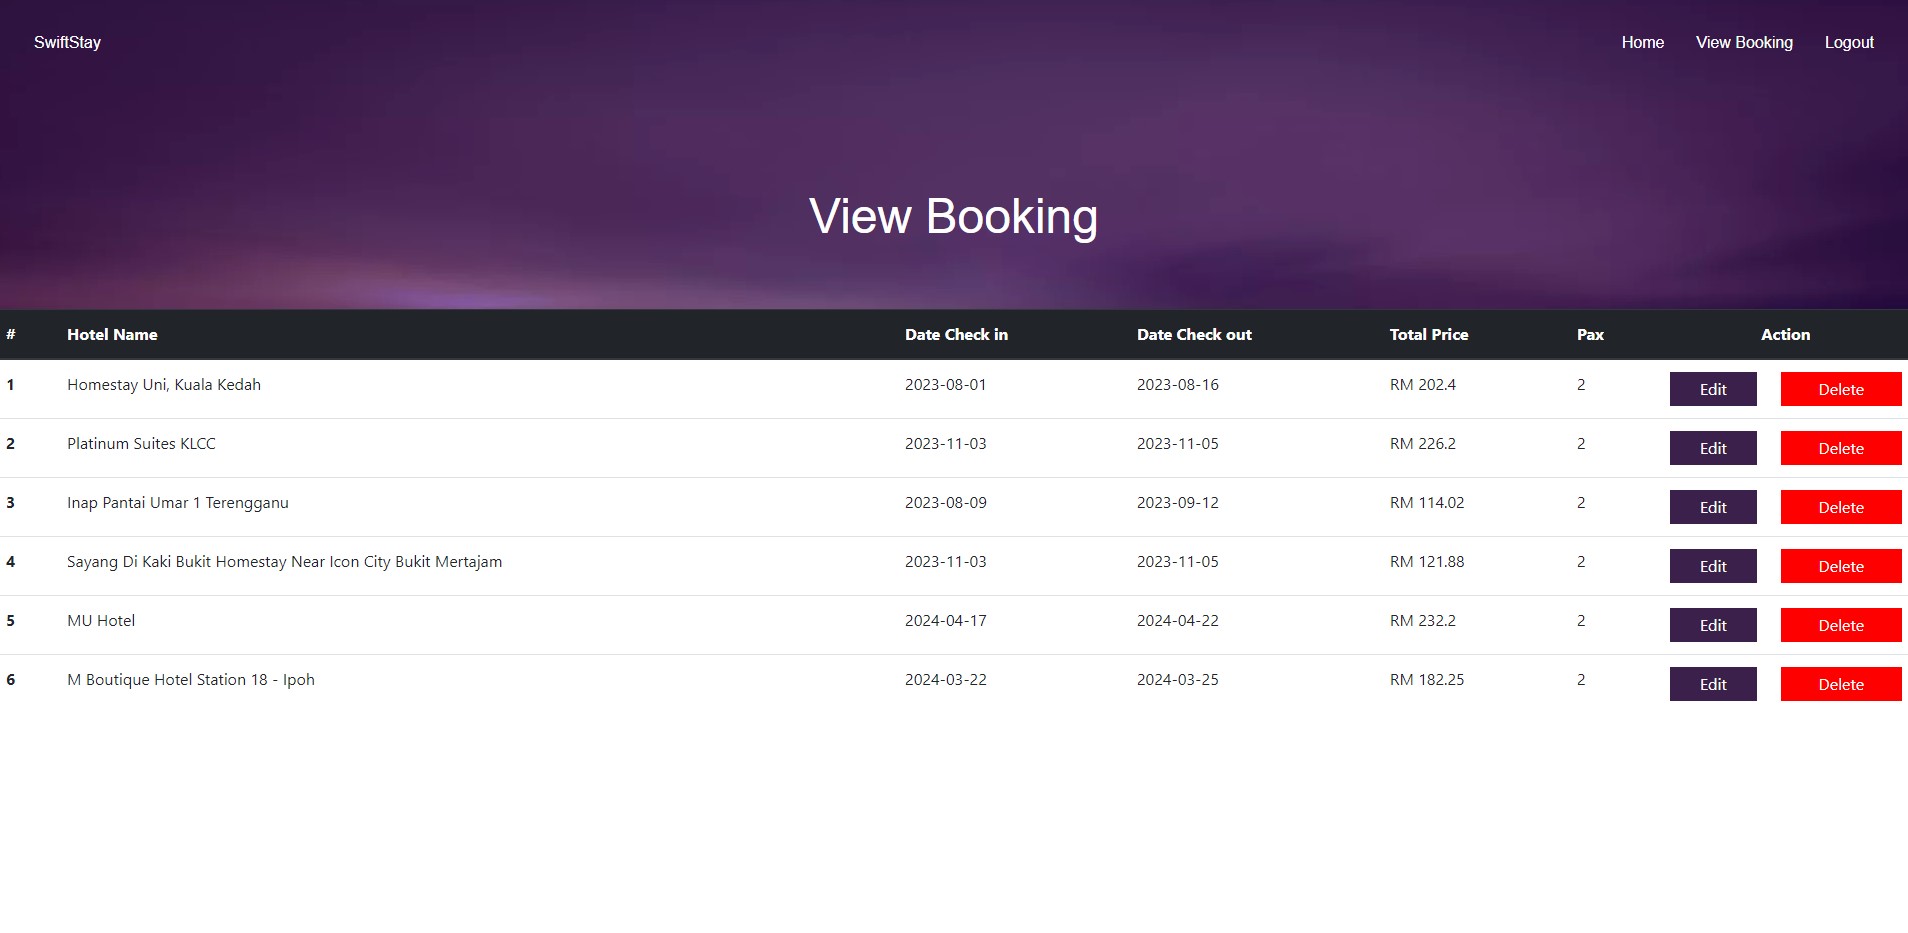 SwiftStay Home View Booking Logout
View Booking
# Hotel Name Date Check in Date Check out Total Price Pax Action
1 Homestay Uni, Kuala Kedah 2023-08-01 2023-08-16 RM 202.4 2 Edit Delete
2 Platinum Suites KLCC 2023-11-03 2023-11-05 RM 226.2 2 Edit Delete
3 Inap Pantai Umar 1 Terengganu 2023-08-09 2023-09-12 RM 114.02 2 Edit Delete
4 Sayang Di Kaki Bukit Homestay Near Icon City Bukit Mertajam 2023-11-03 2023-11-05 RM 121.88 2 Edit Delete
5 MU Hotel 2024-04-17 2024-04-22 RM 232.2 2 Edit Delete
6 M Boutique Hotel Station 18 - Ipoh 2024-03-22 2024-03-25 RM 182.25 2 Edit Delete